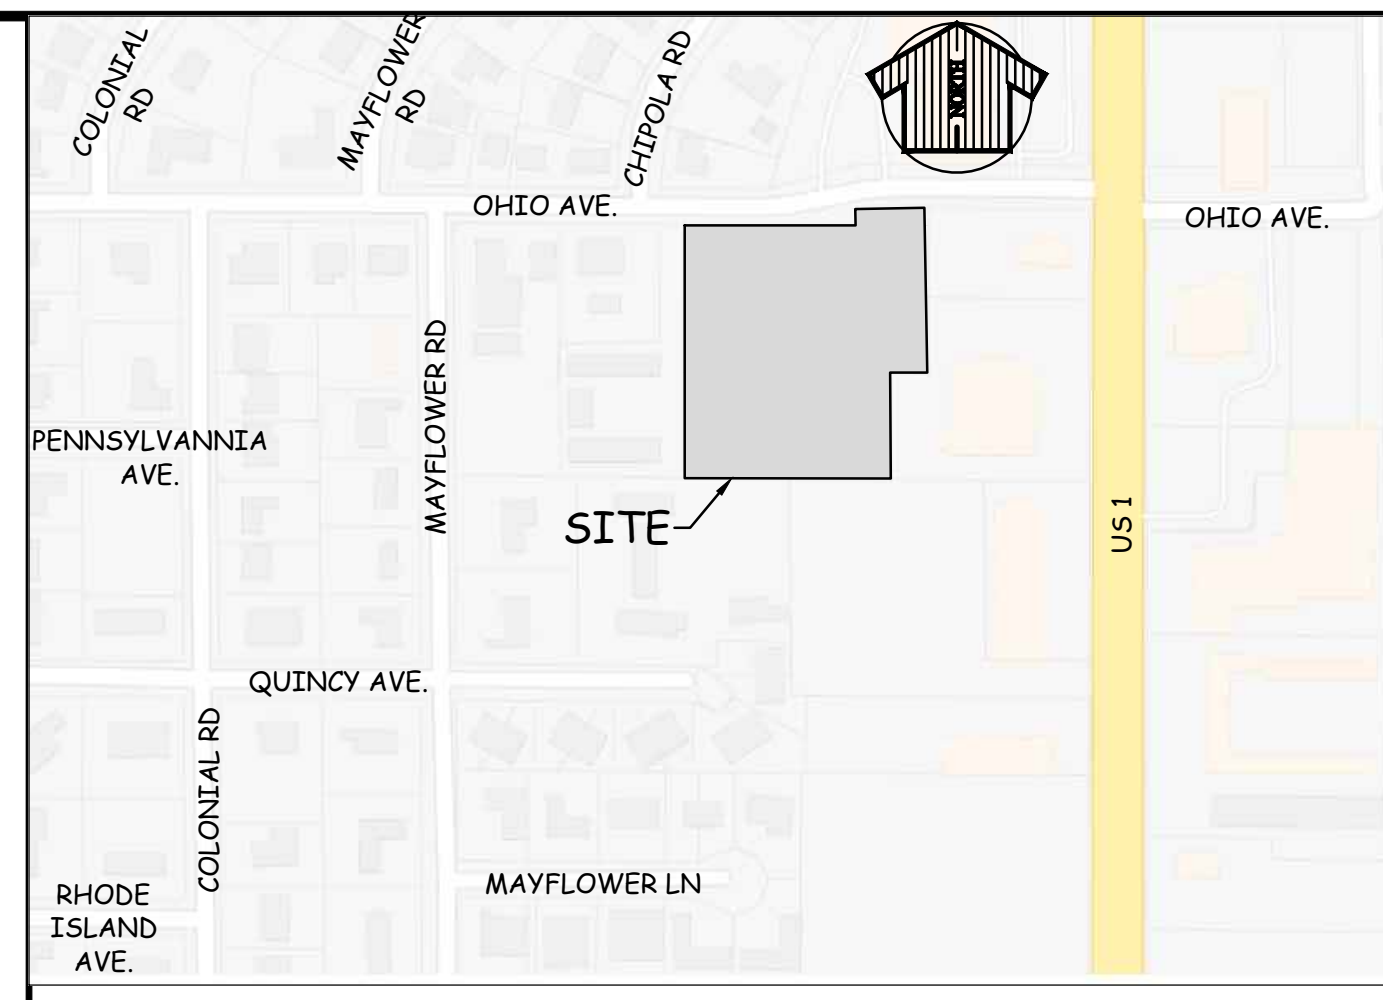 COLONIAL
RD
MAYFLOWER
RD
CHIPOLA RD
NORTH
OHIO AVE.
OHIO AVE.
MAYFLOWER RD
PENNSYLVANNIA
AVE.
SITE
US 1
QUINCY AVE.
COLONIAL RD
MAYFLOWER LN
RHODE
ISLAND
AVE.